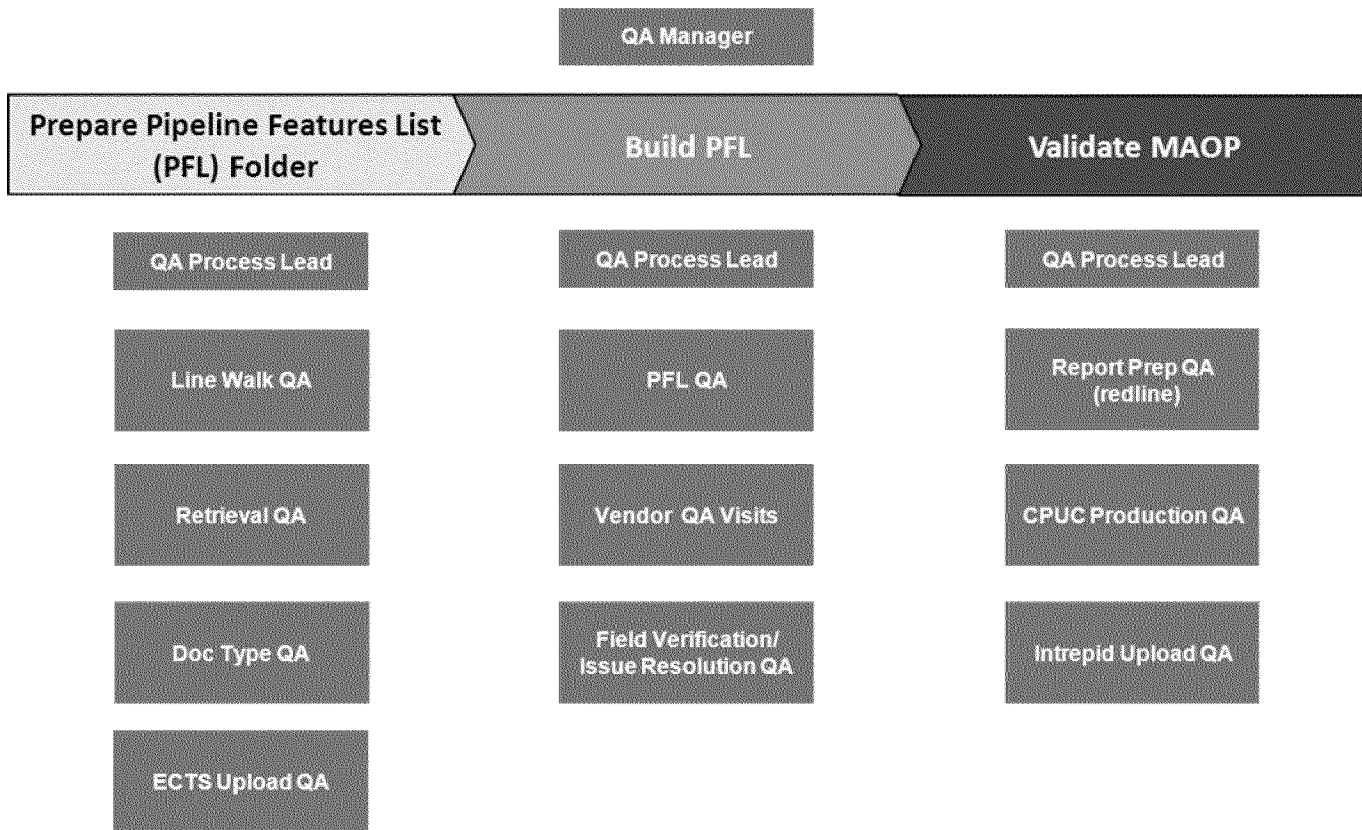 QA Manager
Prepare Pipeline Features List
(PFL) Folder
Build PFL
Validate MAOP
QA Process Lead
QA Process Lead
QA Process Lead
Line Walk QA
PFL QA
Report Prep QA
(redline)
Retrieval QA
Vendor QA Visits
CPUC Production QA
Doc Type QA
Field Verification/
Issue Resolution QA
Intrepid Upload QA
ECTS Upload QA